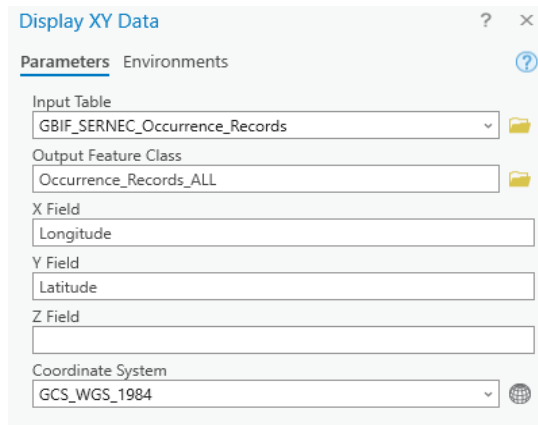 Display XY Data ? ×
Parameters Environments ?
Input Table
GBIF_SERNEC_Occurrence_Records
Output Feature Class
Occurrence_Records_ALL
X Field
Longitude
Y Field
Latitude
Z Field
Coordinate System
GCS_WGS_1984